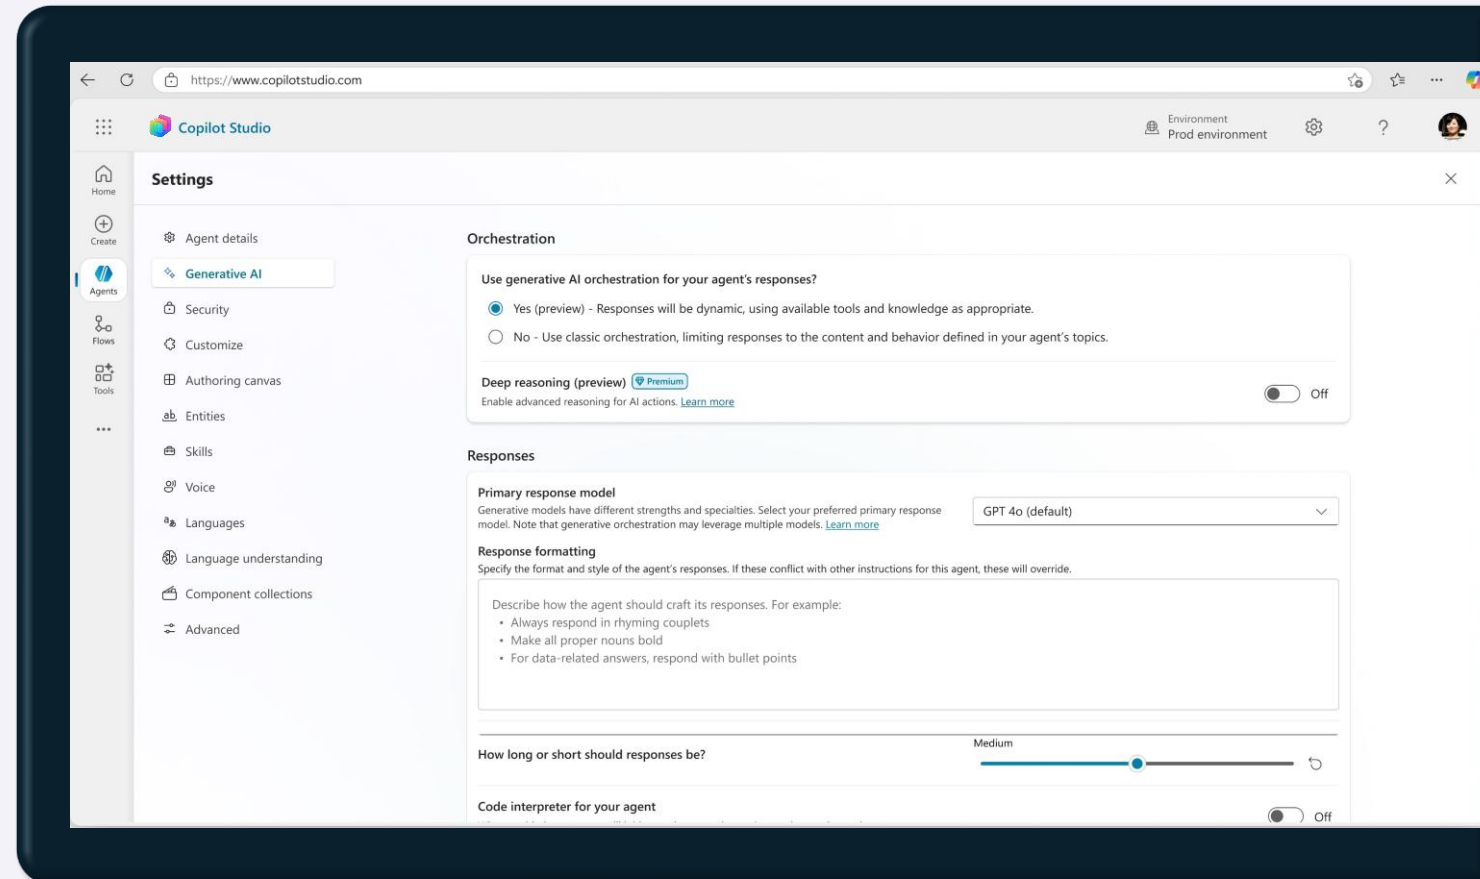 https://www.copilotstudio.com
Copilot Studio
Environment
Prod environment
?
Home
Create
Agents
Flows
Tools
Settings
Agent details
Generative AI
Security
Customize
Authoring canvas
Entities
Skills
Voice
Languages
Language understanding
Component collections
Advanced
Orchestration
Use generative AI orchestration for your agent's responses?
Yes (preview) - Responses will be dynamic, using available tools and knowledge as appropriate.
No - Use classic orchestration, limiting responses to the content and behavior defined in your agent's topics.
Deep reasoning (preview) Premium
Enable advanced reasoning for AI actions. Learn more
Off
Responses
Primary response model
Generative models have different strengths and specialties. Select your preferred primary response
model. Note that generative orchestration may leverage multiple models. Learn more
GPT 4o (default)
Response formatting
Specify the format and style of the agent's responses. If these conflict with other instructions for this agent, these will override.
Describe how the agent should craft its responses. For example:
• Always respond in rhyming couplets
• Make all proper nouns bold
• For data-related answers, respond with bullet points
How long or short should responses be?
Medium
Code interpreter for your agent
Off